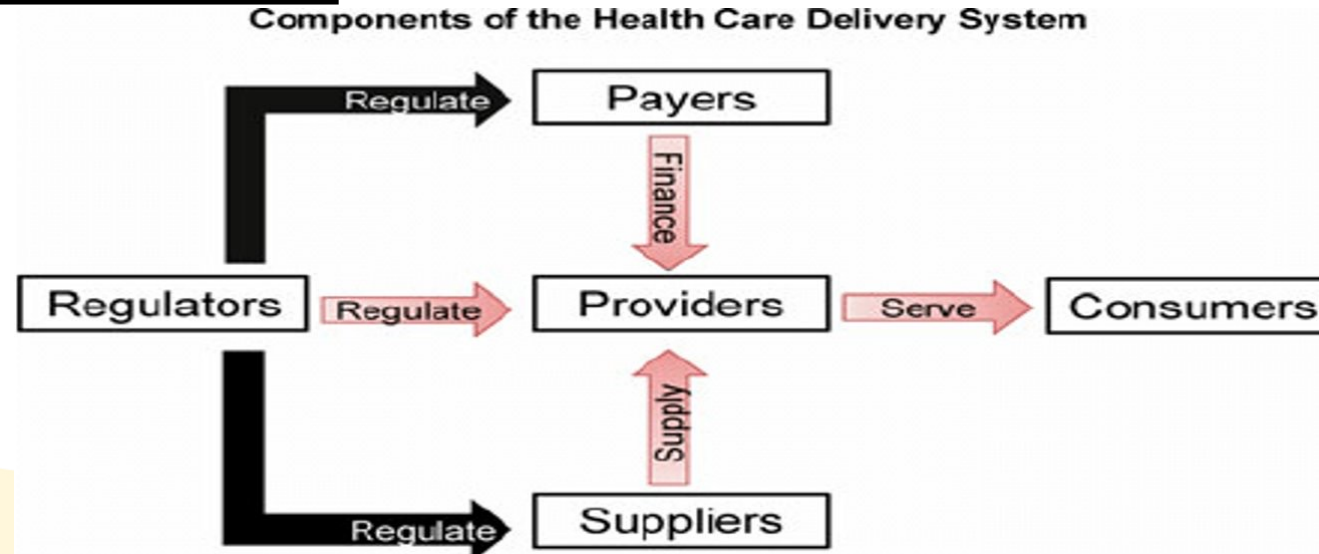 Components of the Health Care Delivery System
Regulate
Payers
Finance
Regulators
Regulate
Providers
Serve
Consumers
Supply
Regulate
Suppliers